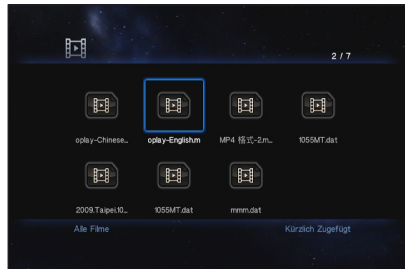 2 / 7
oplay-Chinese... oplay-English.m MP4 格式-2.m... 1055MT.dat
2009.Taipei.10... 1055MT.dat mmm.dat
Alle Filme Kürzlich Zugefügt